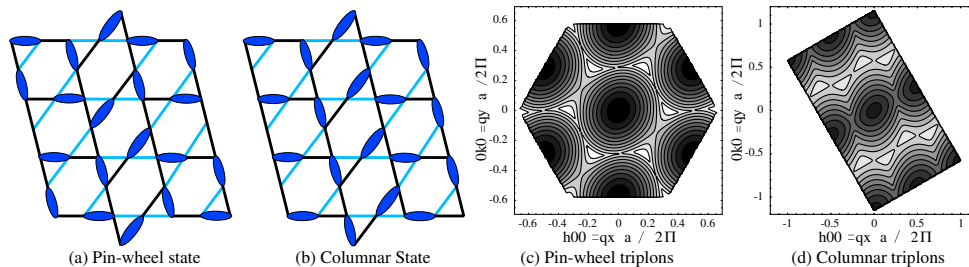 0.6
0.4
0.2
0
-0.2
-0.4
-0.6
0k0 =qy a / 2Π
-0.6 -0.4 -0.2 0 0.2 0.4 0.6
h00 =qx a / 2Π
1
0.5
0
-0.5
-1
0k0 =qy a / 2Π
-1 -0.5 0 0.5 1
h00 =qx a / 2Π
(a) Pin-wheel state
(b) Columnar State
(c) Pin-wheel triplons
(d) Columnar triplons